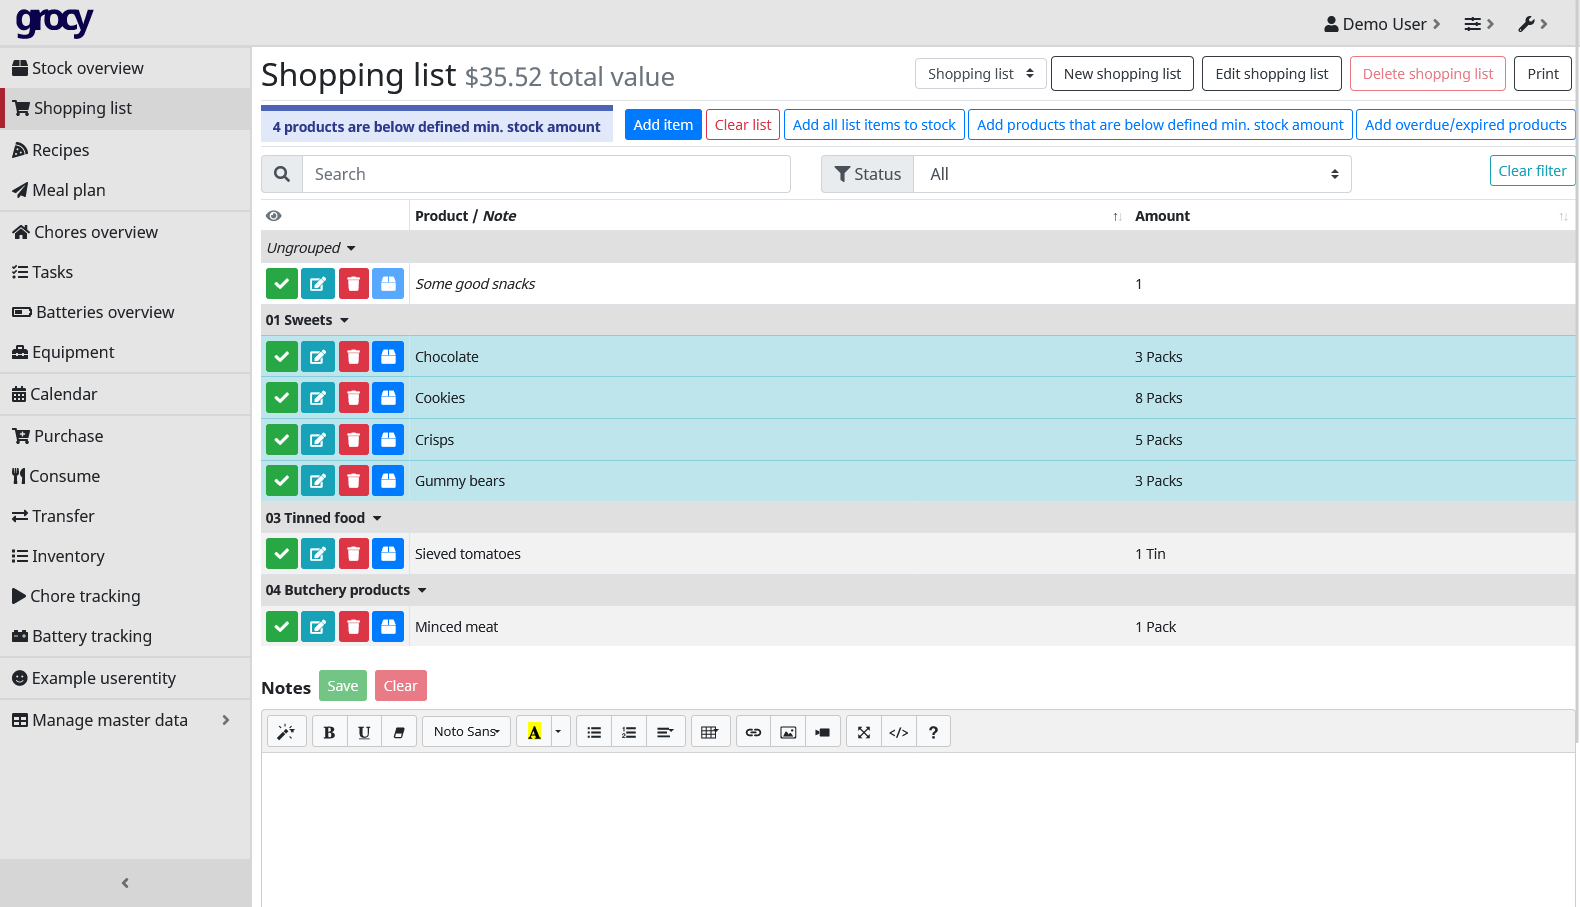 grocy
Demo User
Stock overview
Shopping list
Recipes
Meal plan
Chores overview
Tasks
Batteries overview
Equipment
Calendar
Purchase
Consume
Transfer
Inventory
Chore tracking
Battery tracking
Example userentity
Manage master data
Shopping list $35.52 total value
Shopping list New shopping list Edit shopping list Delete shopping list Print
4 products are below defined min. stock amount Add item Clear list Add all list items to stock Add products that are below defined min. stock amount Add overdue/expired products
Search Status All Clear filter
Product / Note Amount
Ungrouped
Some good snacks 1
01 Sweets
Chocolate 3 Packs
Cookies 8 Packs
Crisps 5 Packs
Gummy bears 3 Packs
03 Tinned food
Sieved tomatoes 1 Tin
04 Butchery products
Minced meat 1 Pack
Notes Save Clear
B U Noto Sans A </> ?